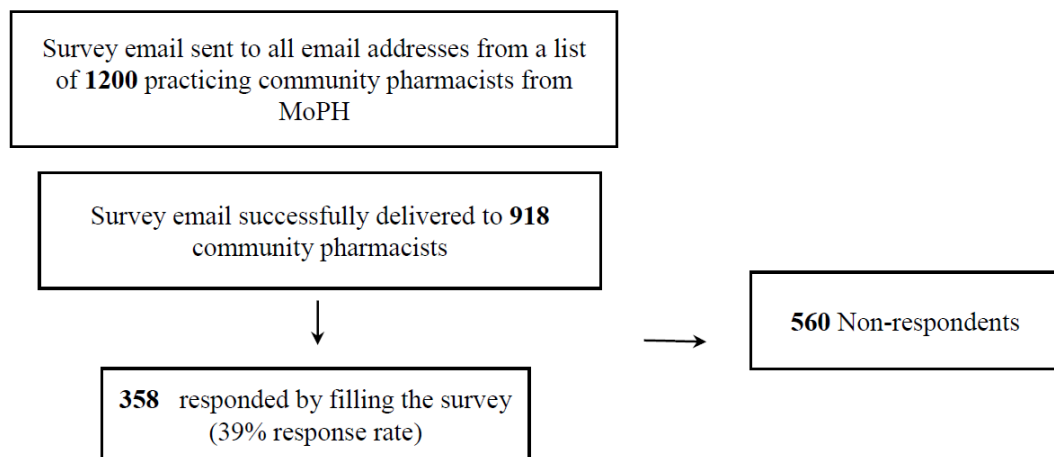 Survey email sent to all email addresses from a list
of 1200 practicing community pharmacists from
MoPH
Survey email successfully delivered to 918
community pharmacists
560 Non-respondents
358 responded by filling the survey
(39% response rate)